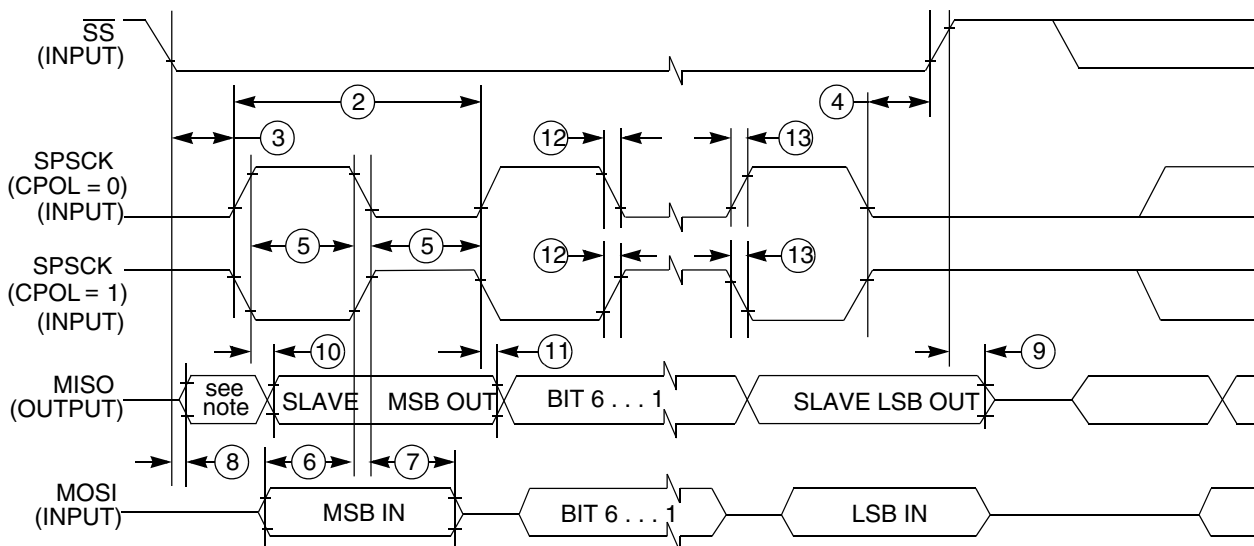 SS
(INPUT)
2
4
3
12
13
SPSCK
(CPOL = 0)
(INPUT)
5
5
12
13
SPSCK
(CPOL = 1)
(INPUT)
10
11
9
MISO
(OUTPUT)
see
note
SLAVE
MSB OUT
BIT 6 . . . 1
SLAVE LSB OUT
8
6
7
MOSI
(INPUT)
MSB IN
BIT 6 . . . 1
LSB IN